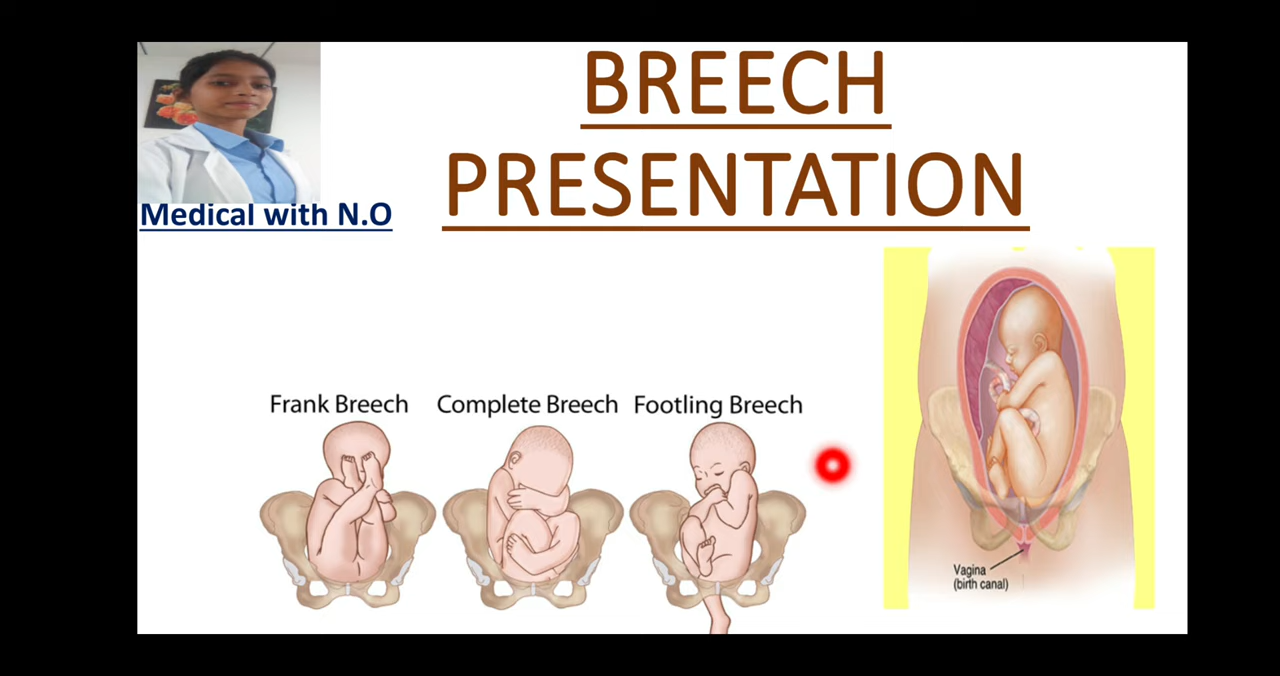 BREECH
PRESENTATION
Medical with N.O
Frank Breech
Complete Breech
Footling Breech
Vagina
(birth canal)